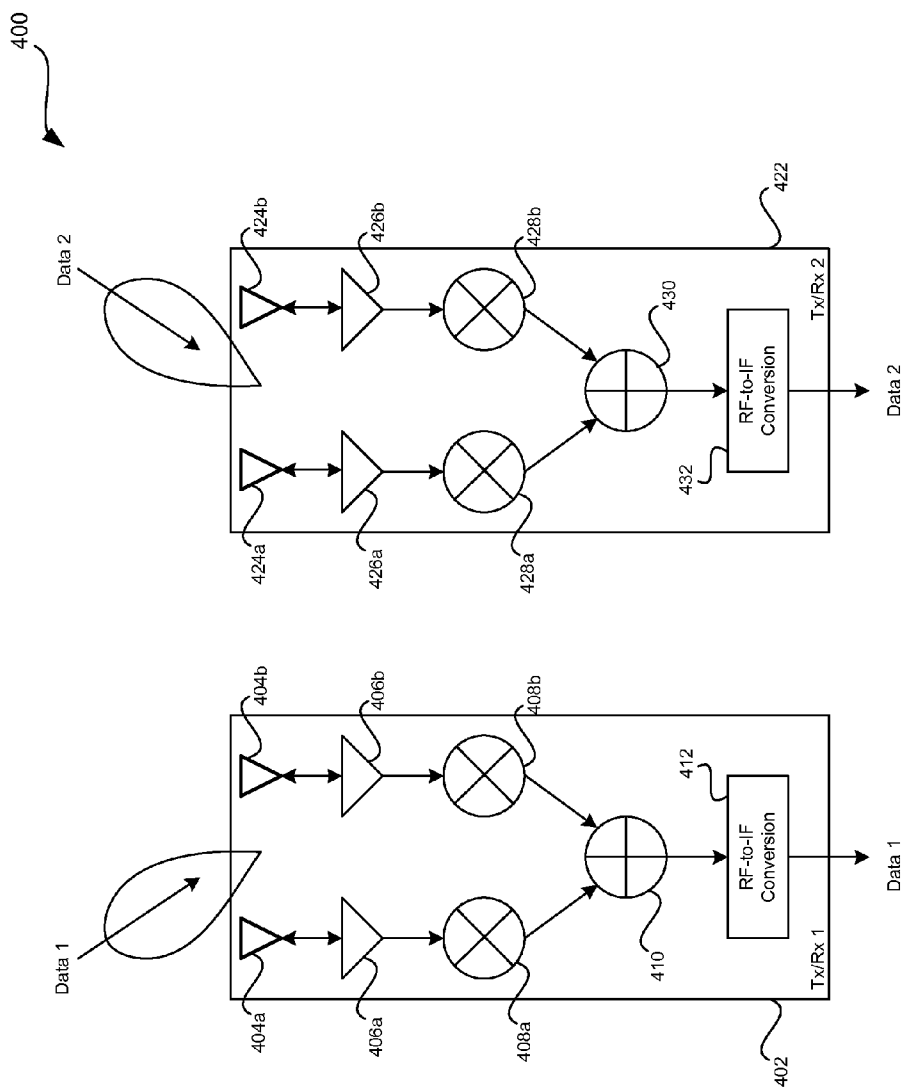 400
Data 1
Data 2
404a
404b
424a
424b
406a
406b
426a
426b
408a
408b
428a
428b
410
430
412
RF-to-IF
Conversion
432
RF-to-IF
Conversion
Tx/Rx 1
Tx/Rx 2
402
422
Data 1
Data 2